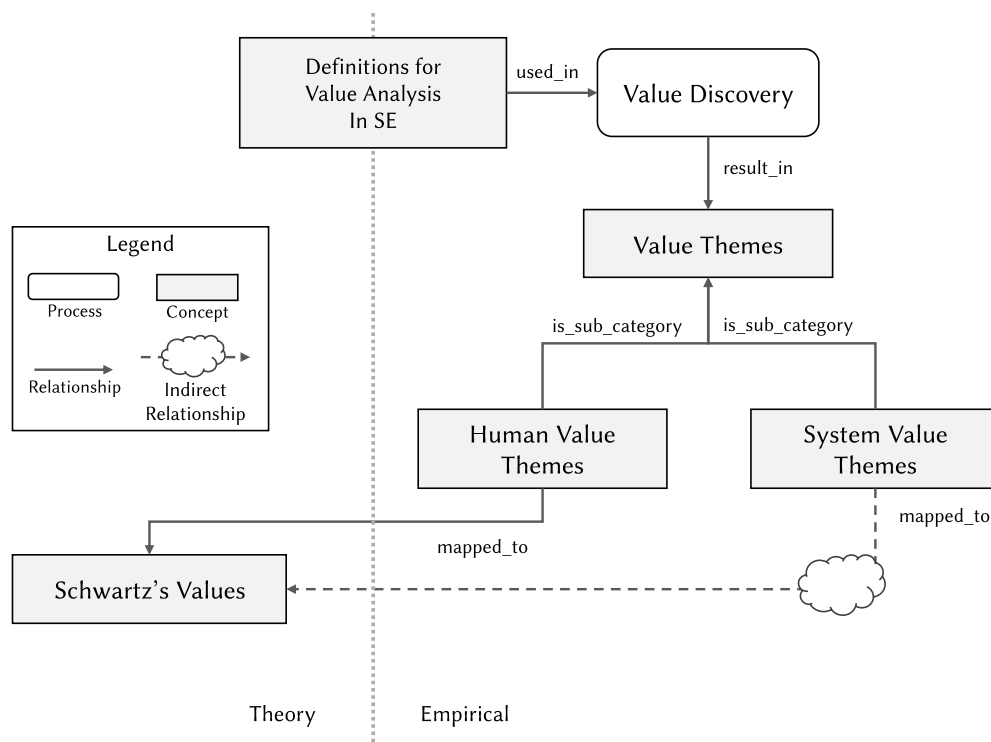 Definitions for
Value Analysis
In SE
used_in
Value Discovery
result_in
Value Themes
Legend
Process
Concept
Relationship
Indirect
Relationship
is_sub_category
is_sub_category
Human Value
Themes
System Value
Themes
mapped_to
mapped_to
Schwartz's Values
Theory
Empirical